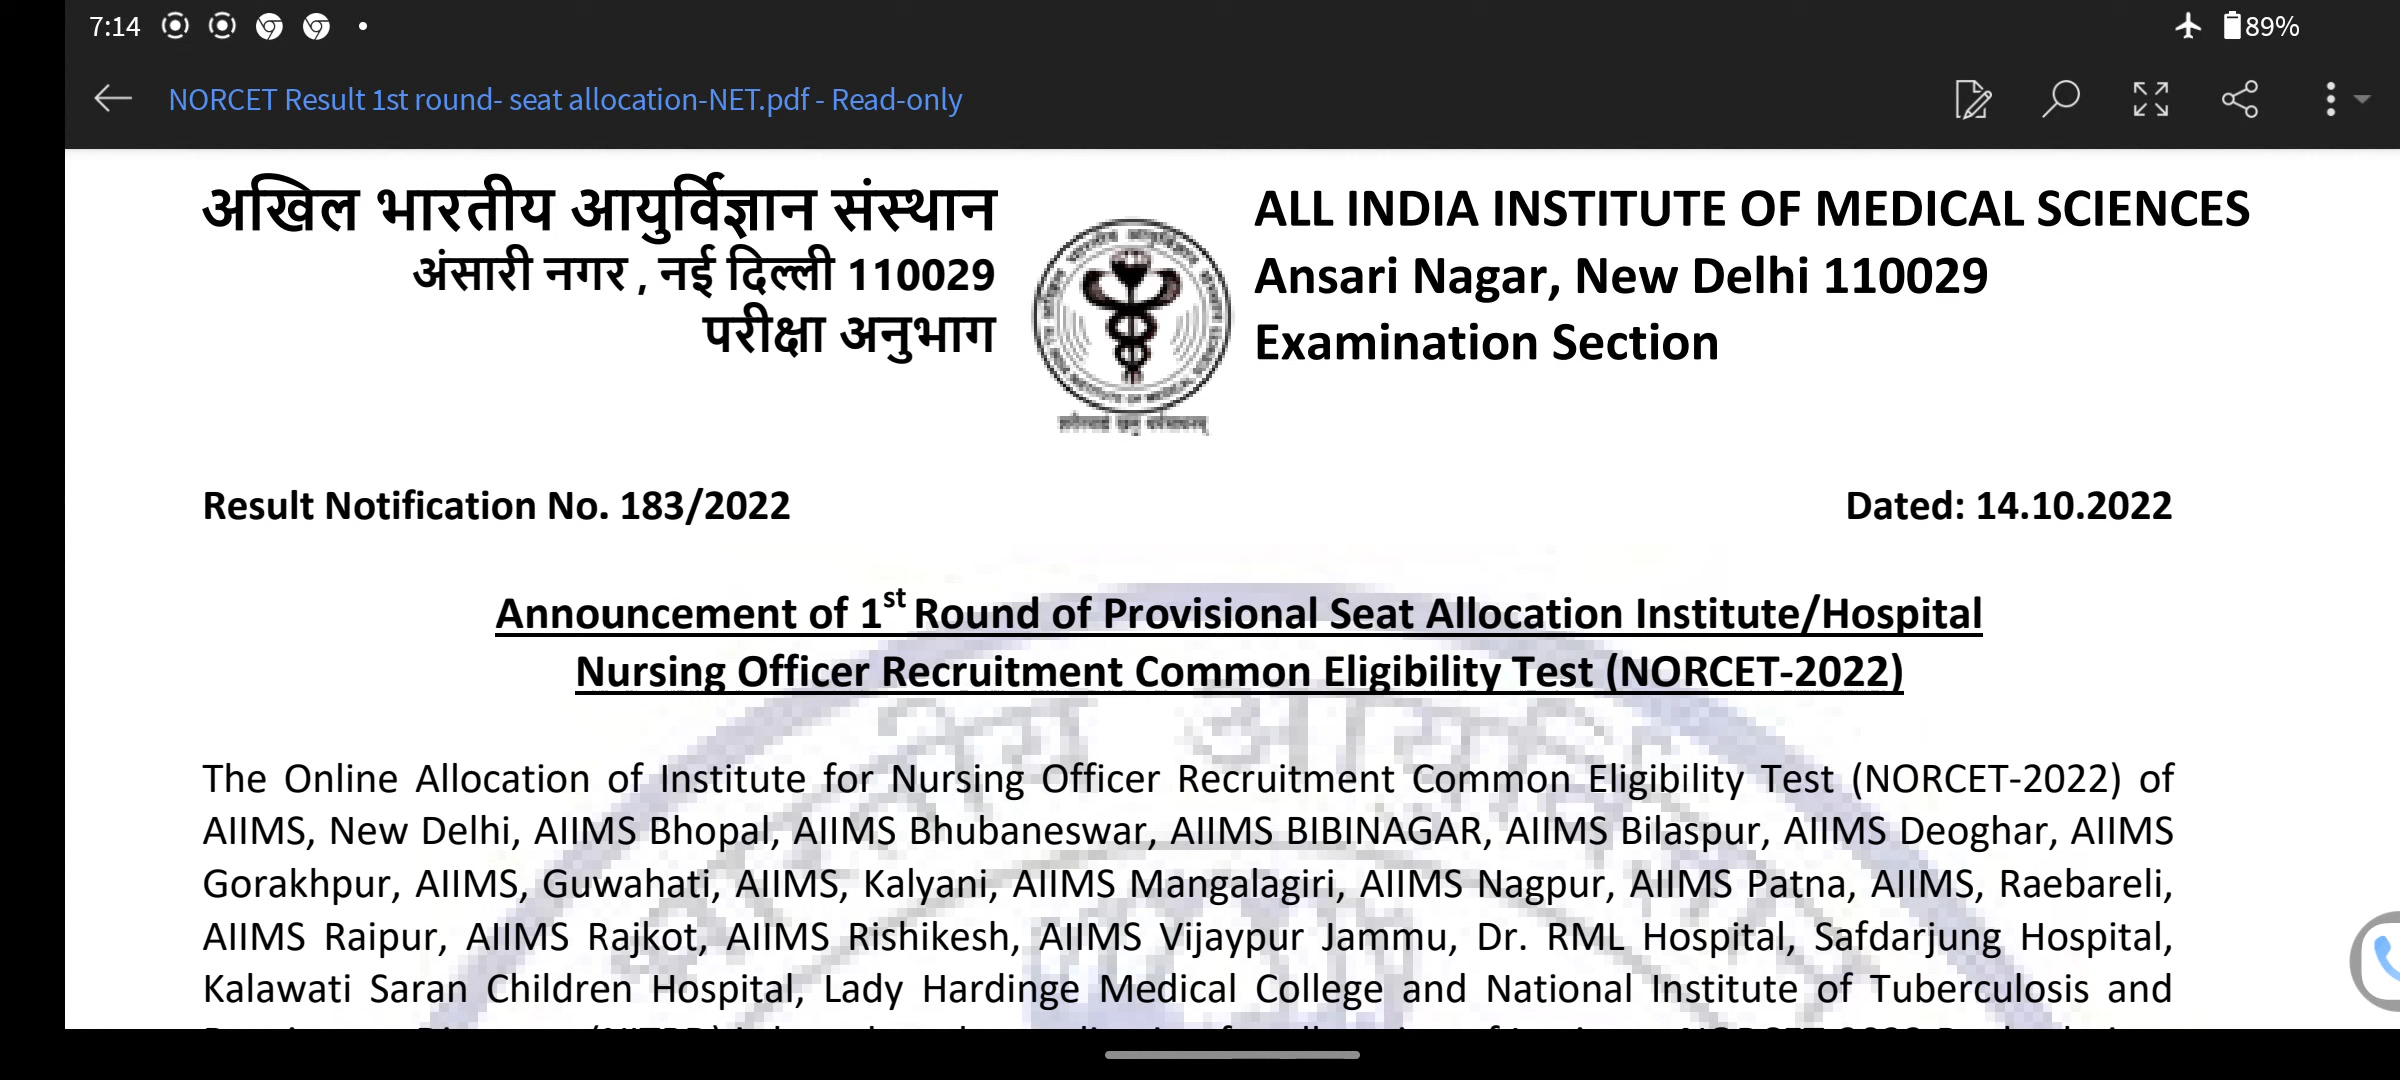 7:14
89%
NORCET Result 1st round- seat allocation-NET.pdf - Read-only
अखिल भारतीय आयुर्विज्ञान संस्थान
अंसारी नगर , नई दिल्ली 110029
परीक्षा अनुभाग
ALL INDIA INSTITUTE OF MEDICAL SCIENCES
Ansari Nagar, New Delhi 110029
Examination Section
Result Notification No. 183/2022
Dated: 14.10.2022
Announcement of 1st Round of Provisional Seat Allocation Institute/Hospital
Nursing Officer Recruitment Common Eligibility Test (NORCET-2022)
The Online Allocation of Institute for Nursing Officer Recruitment Common Eligibility Test (NORCET-2022) of
AIIMS, New Delhi, AIIMS Bhopal, AIIMS Bhubaneswar, AIIMS BIBINAGAR, AIIMS Bilaspur, AIIMS Deoghar, AIIMS
Gorakhpur, AIIMS, Guwahati, AIIMS, Kalyani, AIIMS Mangalagiri, AIIMS Nagpur, AIIMS Patna, AIIMS, Raebareli,
AIIMS Raipur, AIIMS Rajkot, AIIMS Rishikesh, AIIMS Vijaypur Jammu, Dr. RML Hospital, Safdarjung Hospital,
Kalawati Saran Children Hospital, Lady Hardinge Medical College and National Institute of Tuberculosis and